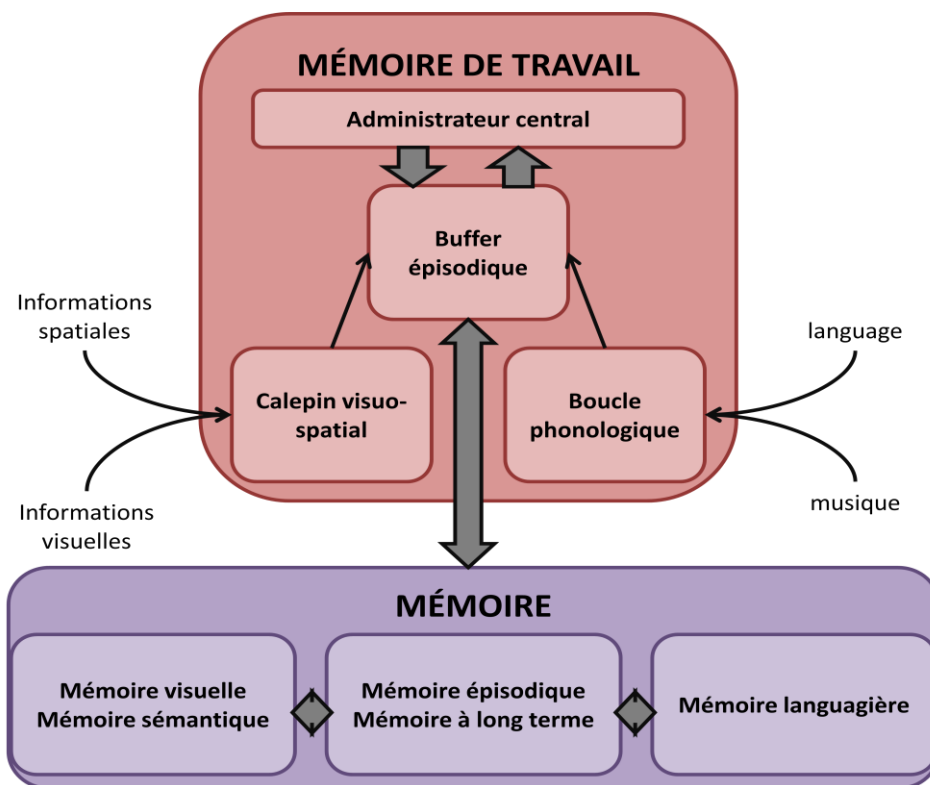 MÉMOIRE DE TRAVAIL
Administrateur central
Buffer
épisodique
Informations
spatiales
language
Calepin visuo-
spatial
Boucle
phonologique
Informations
visuelles
musique
MÉMOIRE
Mémoire visuelle
Mémoire sémantique
Mémoire épisodique
Mémoire à long terme
Mémoire languagière